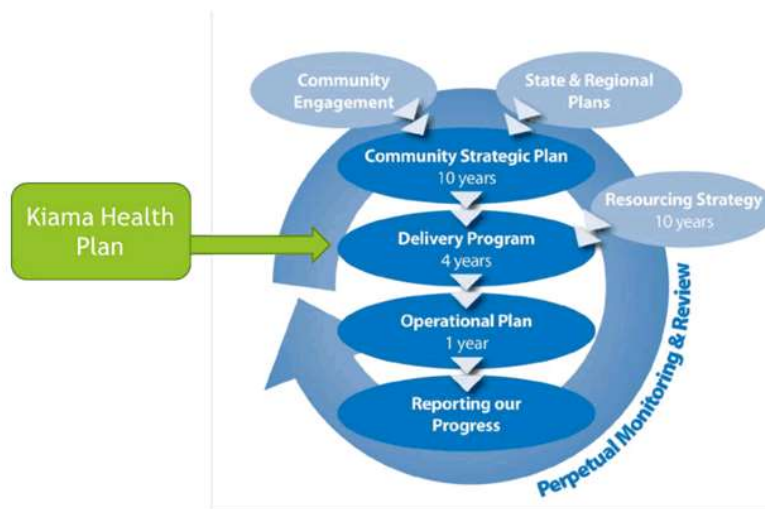 Community
Engagement
State & Regional
Plans
Community Strategic Plan
10 years
Resourcing Strategy
10 years
Kiama Health
Plan
Delivery Program
4 years
Operational Plan
1 year
Reporting our
Progress
Perpetual Monitoring & Review